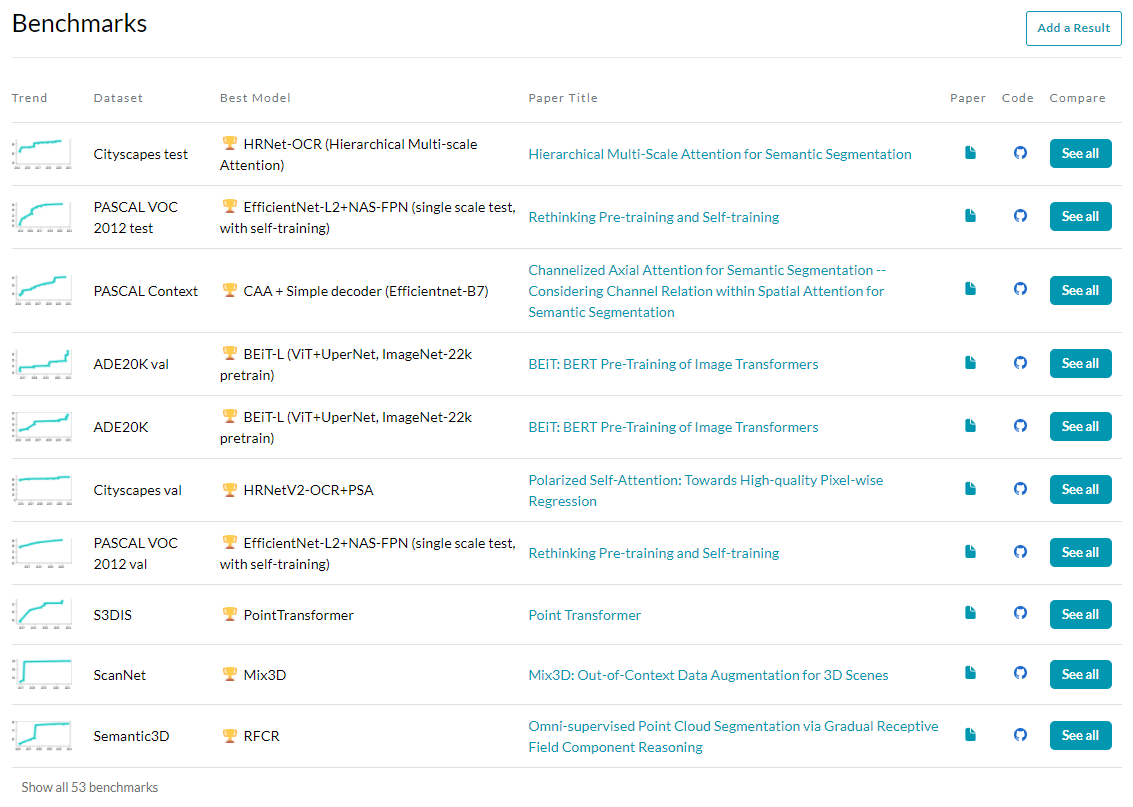 Benchmarks
Add a Result
Trend Dataset Best Model Paper Title Paper Code Compare
Cityscapes test
HRNet-OCR (Hierarchical Multi-scale
Attention)
Hierarchical Multi-Scale Attention for Semantic Segmentation
See all
PASCAL VOC
2012 test
EfficientNet-L2+NAS-FPN (single scale test,
with self-training)
Rethinking Pre-training and Self-training
See all
PASCAL Context
CAA + Simple decoder (Efficientnet-B7)
Channelized Axial Attention for Semantic Segmentation --
Considering Channel Relation within Spatial Attention for
Semantic Segmentation
See all
ADE20K val
BEiT-L (ViT+UperNet, ImageNet-22k
pretrain)
BEiT: BERT Pre-Training of Image Transformers
See all
ADE20K
BEiT-L (ViT+UperNet, ImageNet-22k
pretrain)
BEiT: BERT Pre-Training of Image Transformers
See all
Cityscapes val
HRNetV2-OCR+PSA
Polarized Self-Attention: Towards High-quality Pixel-wise
Regression
See all
PASCAL VOC
2012 val
EfficientNet-L2+NAS-FPN (single scale test,
with self-training)
Rethinking Pre-training and Self-training
See all
S3DIS
PointTransformer
Point Transformer
See all
ScanNet
Mix3D
Mix3D: Out-of-Context Data Augmentation for 3D Scenes
See all
Semantic3D
RFCR
Omni-supervised Point Cloud Segmentation via Gradual Receptive
Field Component Reasoning
See all
Show all 53 benchmarks